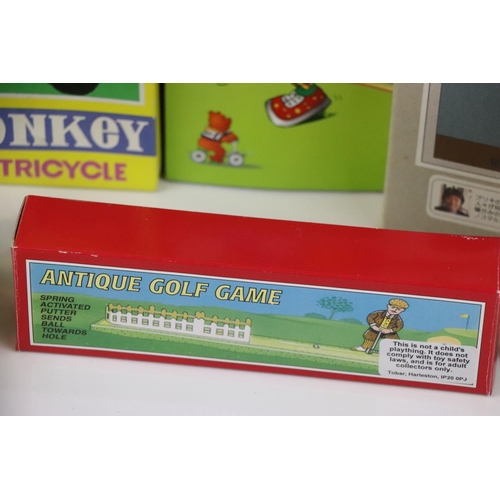 ONKEY
TRICYCLE
ANTIQUE GOLF GAME
SPRING
ACTIVATED
PUTTER
SENDS
BALL
TOWARDS
HOLE
This is not a child's
plaything. It does not
comply with toy safety
laws, and is for adult
collectors only.
Tobar, Harleston, IP20 0PJ